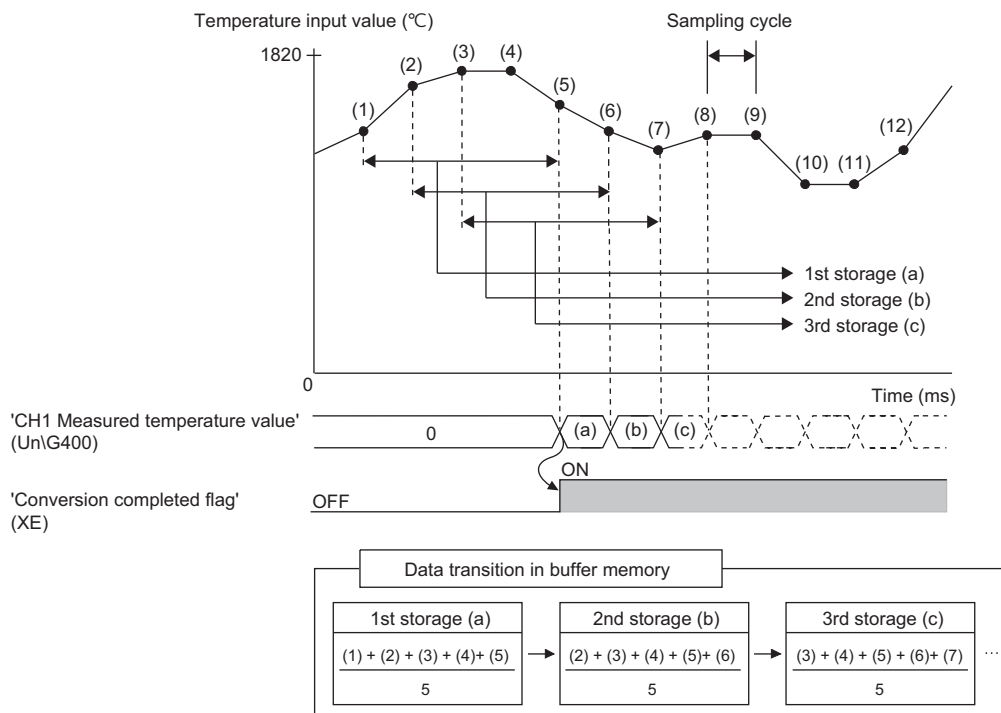 Temperature input value (℃)
Sampling cycle
1820
(1)
(2)
(3)
(4)
(5)
(6)
(7)
(8)
(9)
(10)
(11)
(12)
1st storage (a)
2nd storage (b)
3rd storage (c)
0
Time (ms)
'CH1 Measured temperature value'
(Un\G400)
0
(a)
(b)
(c)
ON
'Conversion completed flag'
(XE)
OFF
Data transition in buffer memory
1st storage (a)
(1) + (2) + (3) + (4)+ (5)
5
2nd storage (b)
(2) + (3) + (4) + (5)+ (6)
5
3rd storage (c)
(3) + (4) + (5) + (6)+ (7)
5
...